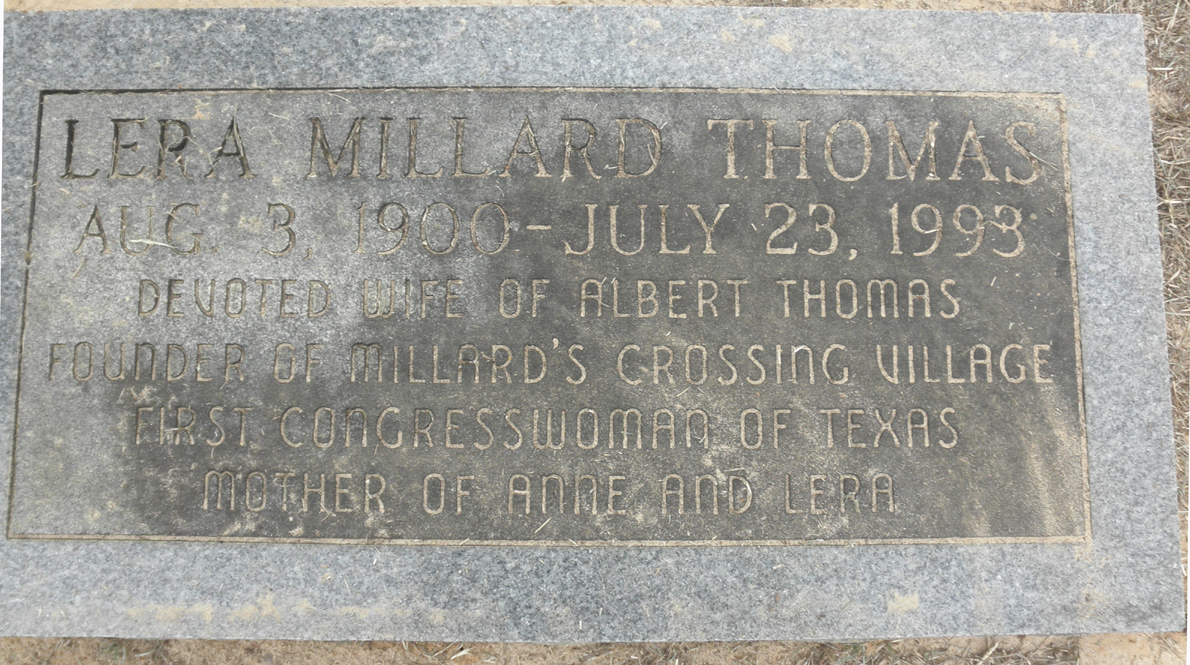 LERA MILLARD THOMAS
AUG. 3, 1900 - JULY 23, 1993
DEVOTED WIFE OF ALBERT THOMAS
FOUNDER OF MILLARD'S CROSSING VILLAGE
FIRST CONGRESSWOMAN OF TEXAS
MOTHER OF ANNE AND LERA